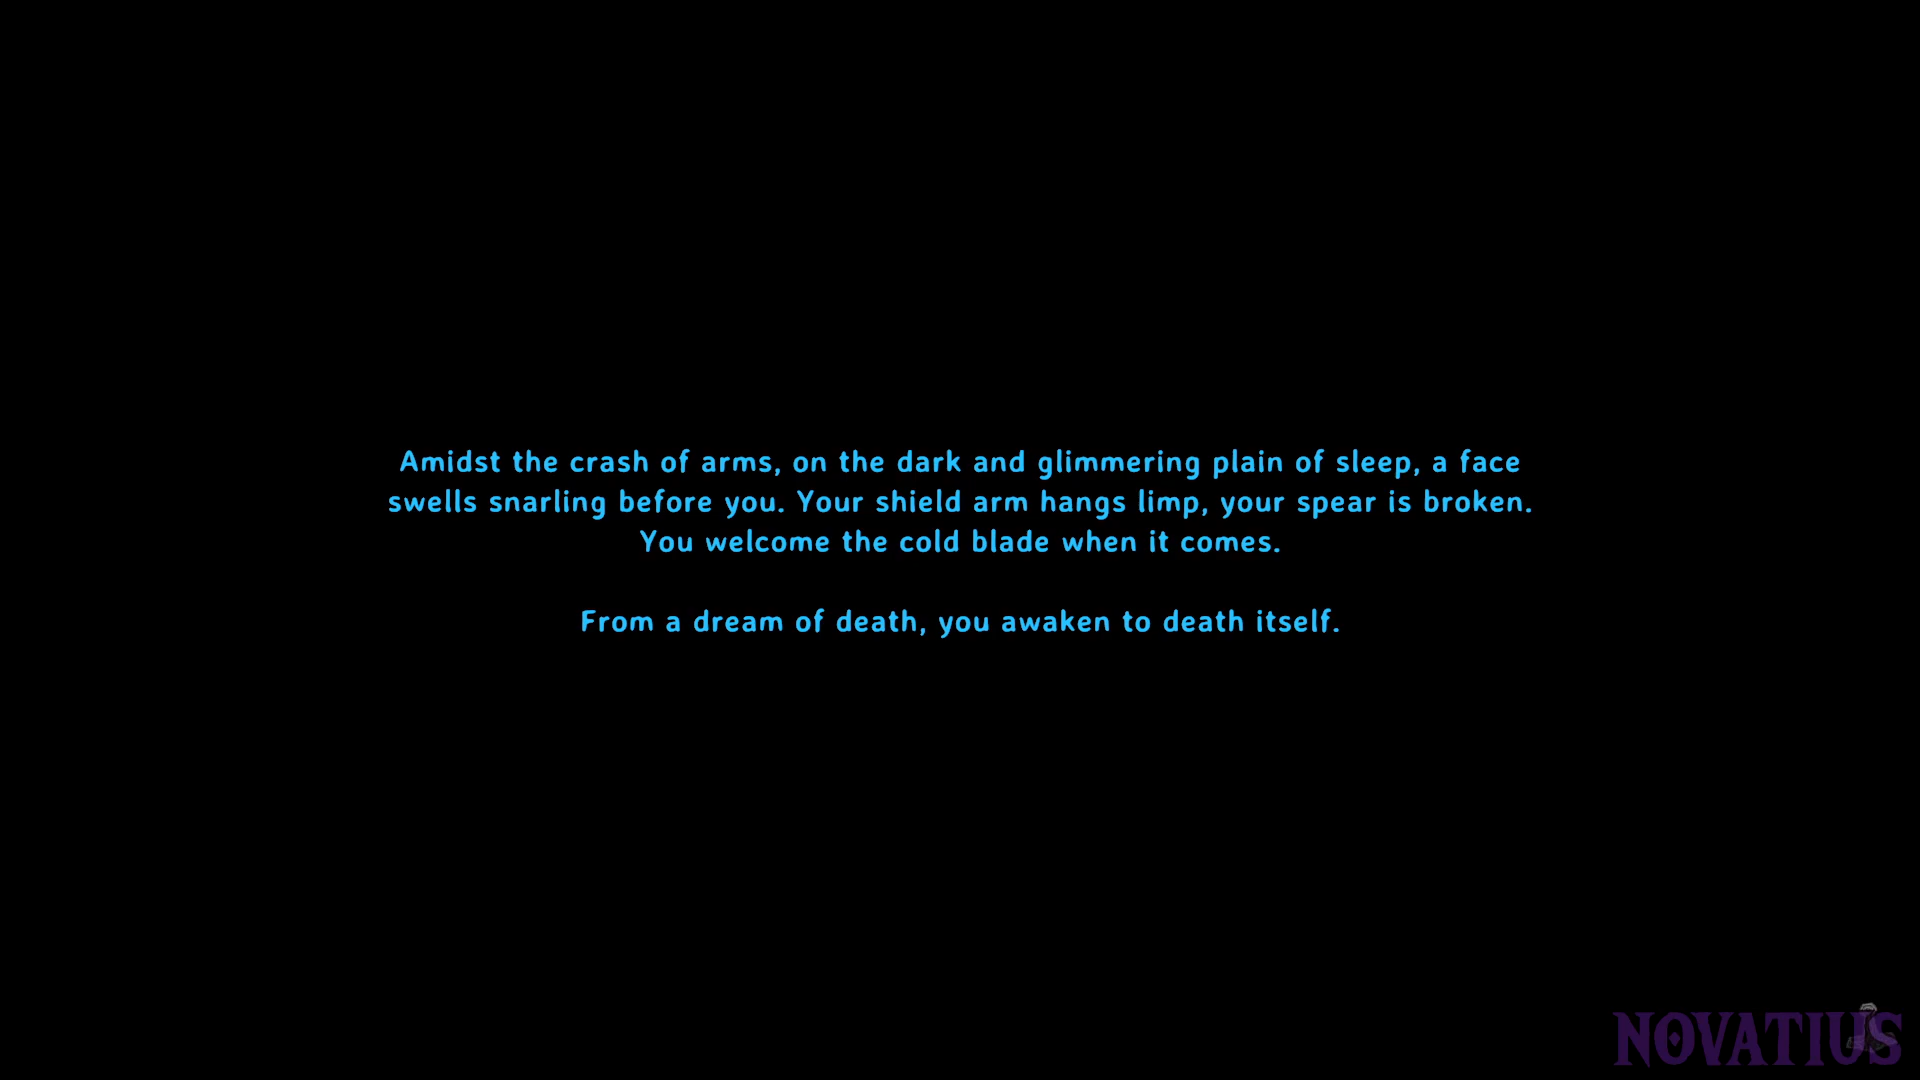 Amidst the crash of arms, on the dark and glimmering plain of sleep, a face
swells snarling before you. Your shield arm hangs limp, your spear is broken.
You welcome the cold blade when it comes.
From a dream of death, you awaken to death itself.
NOVATIUS